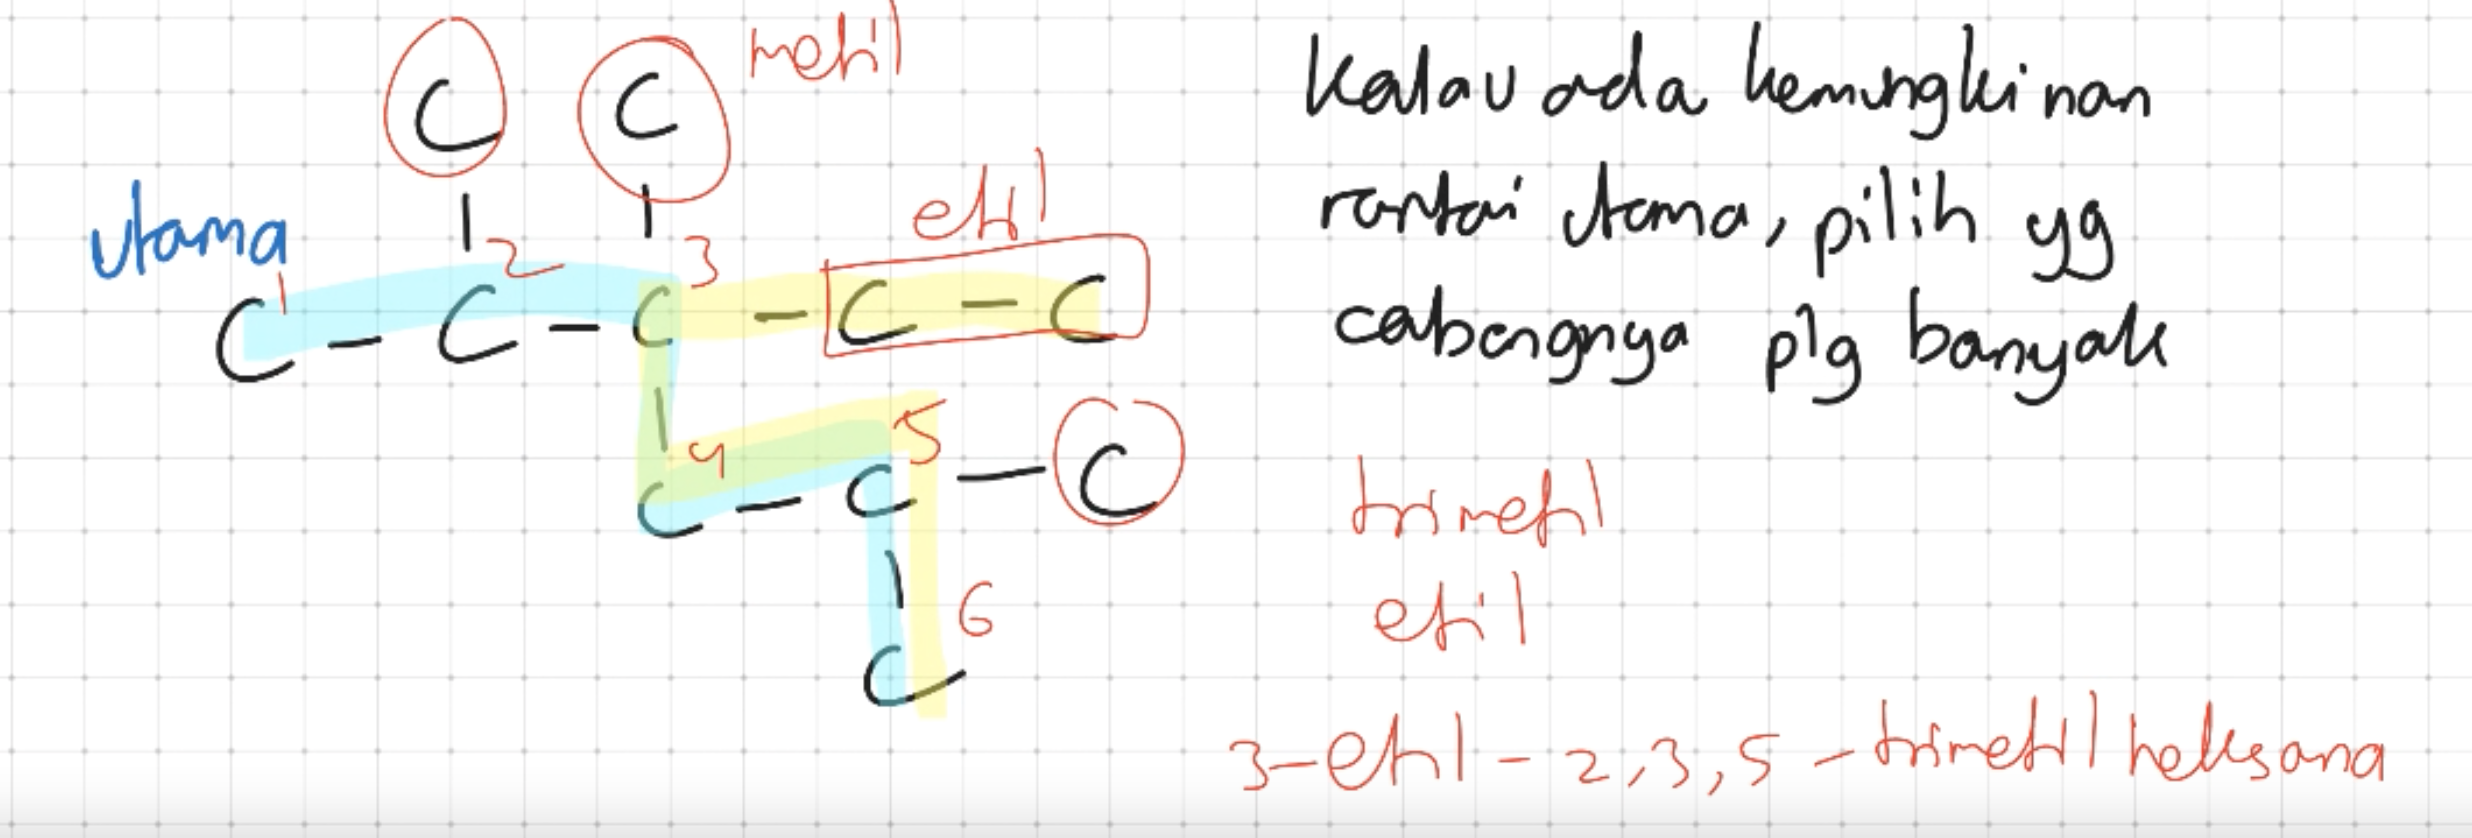 C C metil
| |
utama etil
1 2 3
C - C - C - C - C
|
4 5
C - C - C
|
6
C
Kalau ada kemungkinan
rantai utama, pilih yg
cabangnya plg banyak
trimetil
etil
3-etil-2,3,5-trimetil heksana